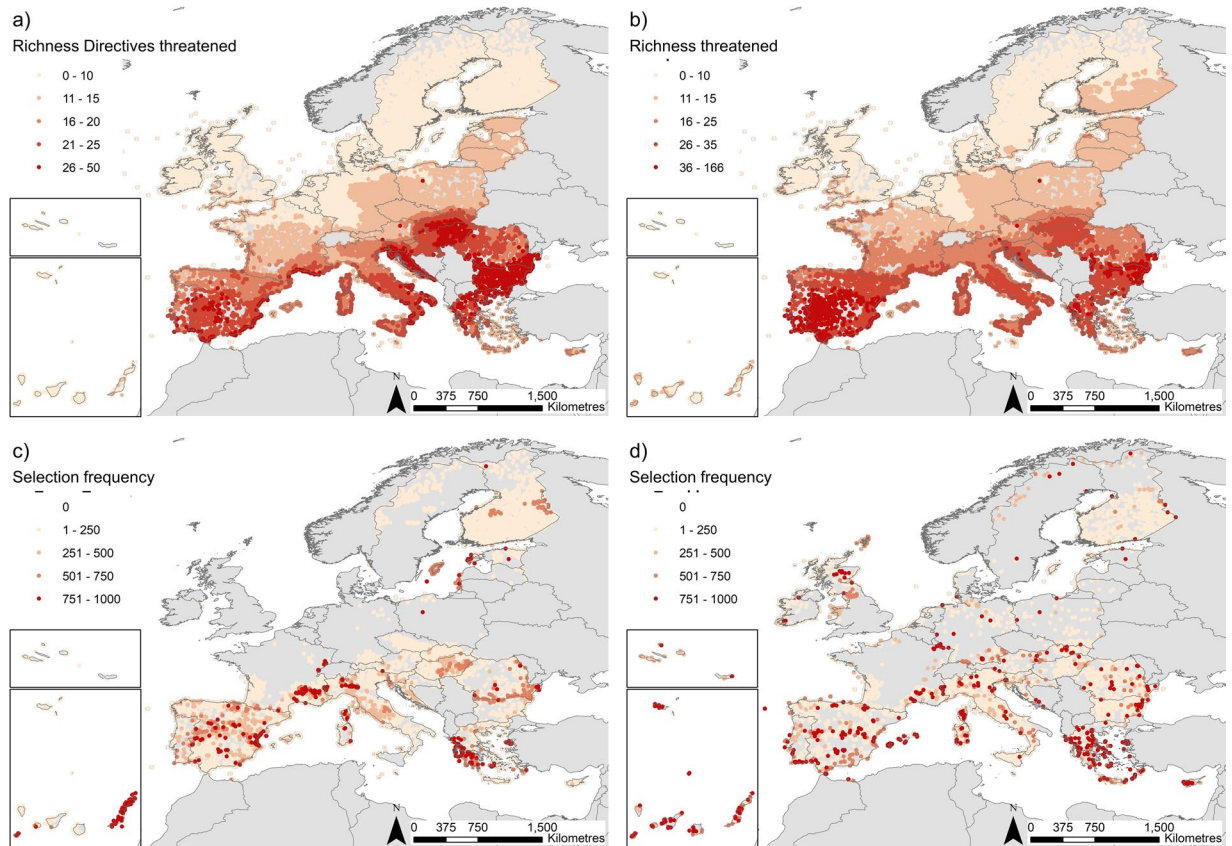 a)
Richness Directives threatened
0 - 10
11 - 15
16 - 20
21 - 25
26 - 50
N
0 375 750 1,500
Kilometres
b)
Richness threatened
0 - 10
11 - 15
16 - 25
26 - 35
36 - 166
N
0 375 750 1,500
Kilometres
c)
Selection frequency
0
1 - 250
251 - 500
501 - 750
751 - 1000
N
0 375 750 1,500
Kilometres
d)
Selection frequency
0
1 - 250
251 - 500
501 - 750
751 - 1000
N
0 375 750 1,500
Kilometres